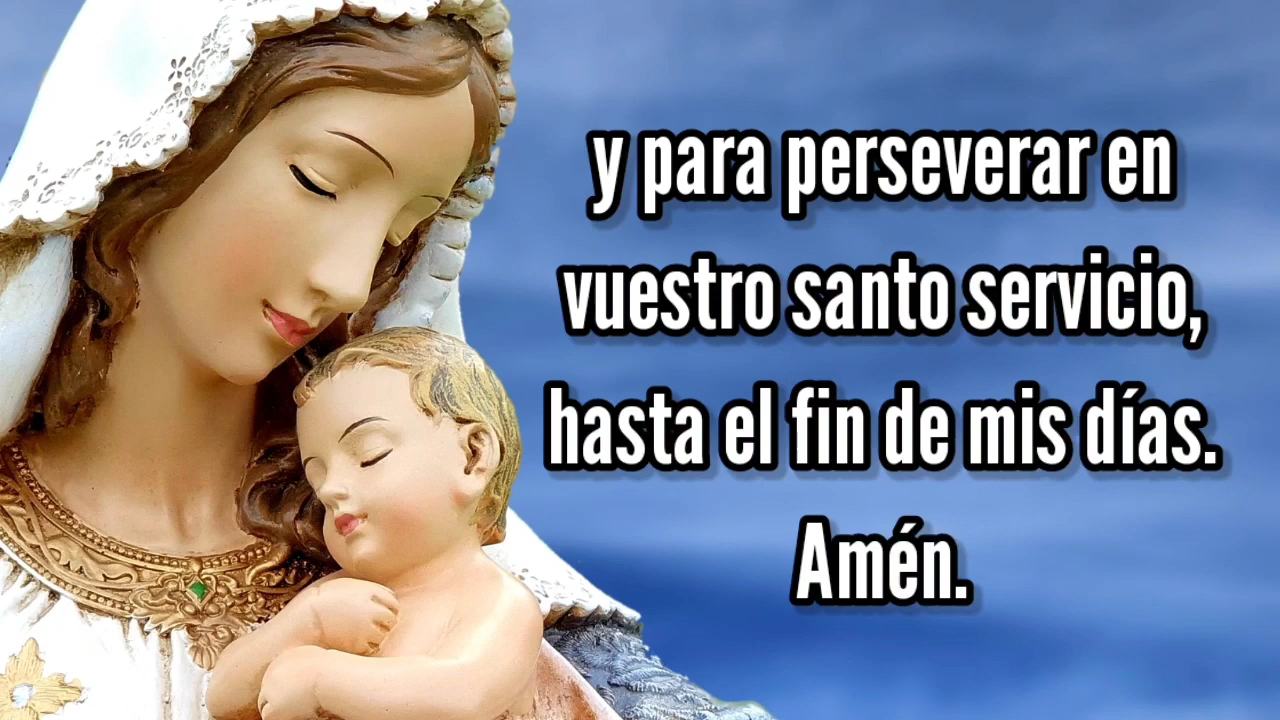 y para perseverar en
vuestro santo servicio,
hasta el fin de mis días.
Amén.